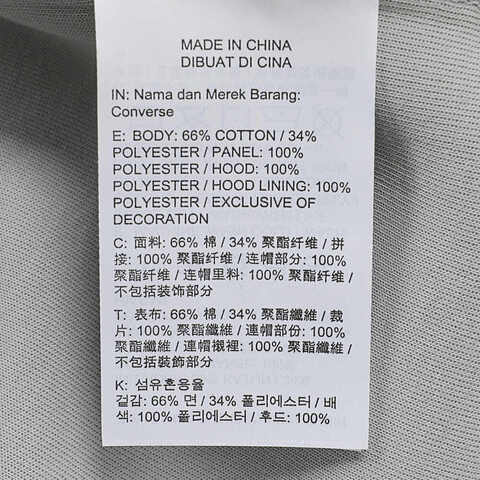 MADE IN CHINA
DIBUAT DI CINA
IN: Nama dan Merek Barang:
Converse
E: BODY: 66% COTTON / 34%
POLYESTER / PANEL: 100%
POLYESTER / HOOD: 100%
POLYESTER / HOOD LINING: 100%
POLYESTER / EXCLUSIVE OF
DECORATION
C: 面料: 66% 棉 / 34% 聚酯纤维 / 拼
接: 100% 聚酯纤维 / 连帽部分: 100%
聚酯纤维 / 连帽里料: 100% 聚酯纤维 /
不包括装饰部分
T: 表布: 66% 棉 / 34% 聚酯纖維 / 裁
片: 100% 聚酯纖維 / 連帽部份: 100%
聚酯纖維 / 連帽襯裡: 100% 聚酯纖維 /
不包括裝飾部分
K: 섬유혼용율
겉감: 66% 면 / 34% 폴리에스터 / 배
색: 100% 폴리에스터 / 후드: 100%